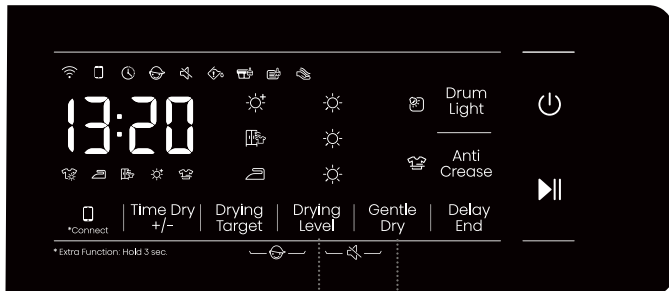 13:20
Drum
Light
Anti
Crease
*Connect
Time Dry
+/-
Drying
Target
Drying
Level
Gentle
Dry
Delay
End
* Extra Function: Hold 3 sec.